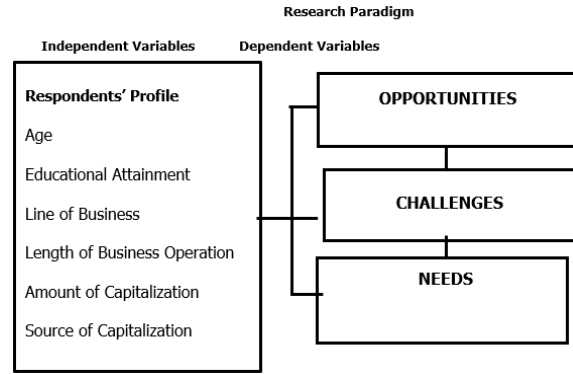 Research Paradigm
Independent Variables
Dependent Variables
Respondents’ Profile
Age
Educational Attainment
Line of Business
Length of Business Operation
Amount of Capitalization
Source of Capitalization
OPPORTUNITIES
CHALLENGES
NEEDS